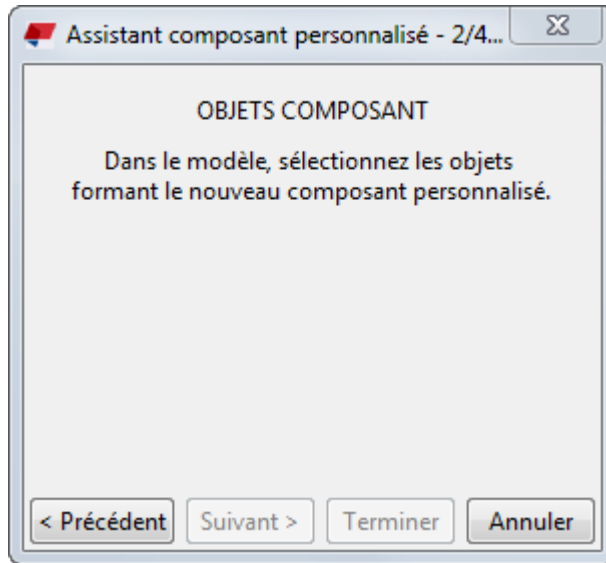 Assistant composant personnalisé - 2/4...
OBJETS COMPOSANT
Dans le modèle, sélectionnez les objets
formant le nouveau composant personnalisé.
< Précédent Suivant > Terminer Annuler